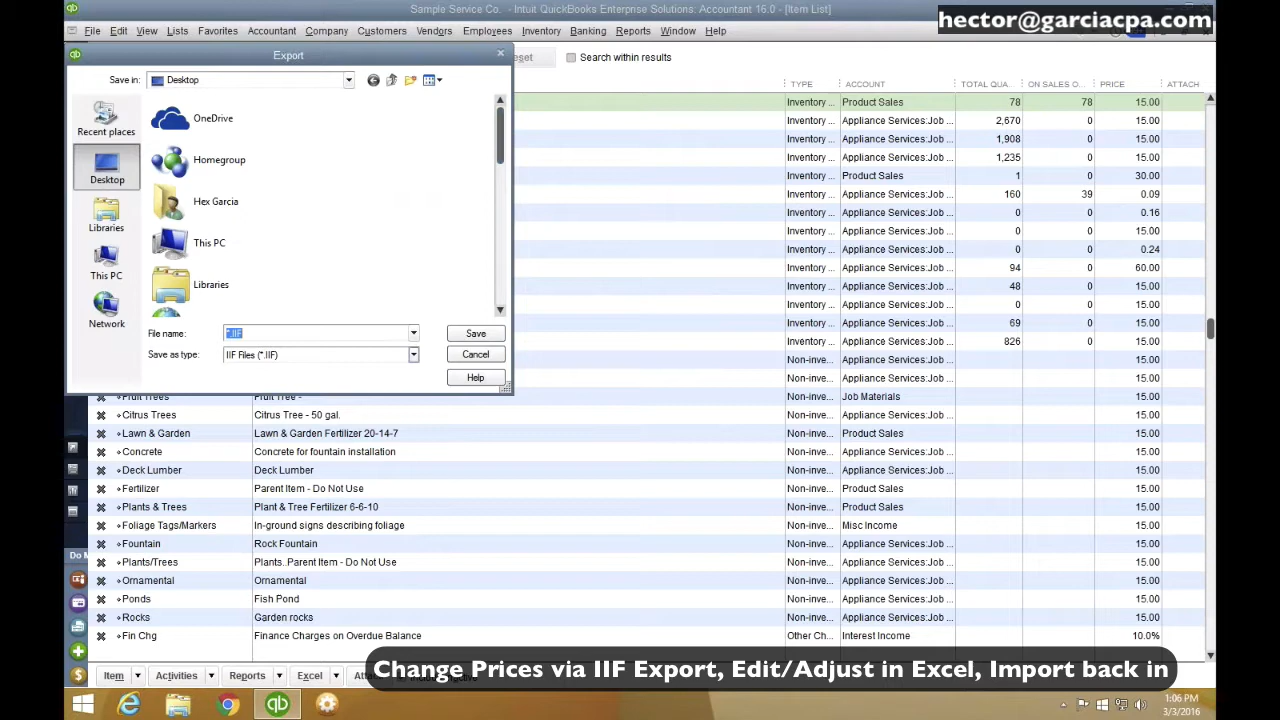 Sample Service Co. - Intuit QuickBooks Enterprise Solutions: Accountant 16.0 - [Item List]
hector@garciacpa.com
File Edit View Lists Favorites Accountant Company Customers Vendors Employees Inventory Banking Reports Window Help
Export
Search within results
Save in: Desktop
TYPE ACCOUNT TOTAL QUA... ON SALES O... PRICE ATTACH
Recent places
Desktop
Libraries
This PC
Network
OneDrive
Homegroup
Hex Garcia
This PC
Libraries
File name: *.IIF Save
Save as type: IIF Files (*.IIF) Cancel
Help
Inventory ... Product Sales 78 78 15.00
Inventory ... Appliance Services:Job ... 2,670 0 15.00
Inventory ... Appliance Services:Job ... 1,908 0 15.00
Inventory ... Appliance Services:Job ... 1,235 0 15.00
Inventory ... Product Sales 1 0 30.00
Inventory ... Appliance Services:Job ... 160 39 0.09
Inventory ... Appliance Services:Job ... 0 0 0.16
Inventory ... Appliance Services:Job ... 0 0 15.00
Inventory ... Appliance Services:Job ... 0 0 0.24
Inventory ... Appliance Services:Job ... 94 0 60.00
Inventory ... Appliance Services:Job ... 48 0 15.00
Inventory ... Appliance Services:Job ... 0 0 15.00
Inventory ... Appliance Services:Job ... 69 0 15.00
Inventory ... Appliance Services:Job ... 826 0 15.00
Non-inve... Appliance Services:Job ... 15.00
Non-inve... Appliance Services:Job ... 15.00
Fruit Trees Fruit Tree - Non-inve... Job Materials 15.00
Citrus Trees Citrus Tree - 50 gal. Non-inve... Appliance Services:Job ... 15.00
Lawn & Garden Lawn & Garden Fertilizer 20-14-7 Non-inve... Product Sales 15.00
Concrete Concrete for fountain installation Non-inve... Appliance Services:Job ... 15.00
Deck Lumber Deck Lumber Non-inve... Appliance Services:Job ... 15.00
Fertilizer Parent Item - Do Not Use Non-inve... Product Sales 15.00
Plants & Trees Plant & Tree Fertilizer 6-6-10 Non-inve... Product Sales 15.00
Foliage Tags/Markers In-ground signs describing foliage Non-inve... Misc Income 15.00
Fountain Rock Fountain Non-inve... Appliance Services:Job ... 15.00
Plants/Trees Plants..Parent Item - Do Not Use Non-inve... Appliance Services:Job ... 15.00
Ornamental Ornamental Non-inve... Appliance Services:Job ... 15.00
Ponds Fish Pond Non-inve... Appliance Services:Job ... 15.00
Rocks Garden rocks Non-inve... Appliance Services:Job ... 15.00
Fin Chg Finance Charges on Overdue Balance Other Ch... Interest Income 10.0%
Item Activities Reports Excel
Change Prices via IIF Export, Edit/Adjust in Excel, Import back in
1:06 PM
3/3/2016